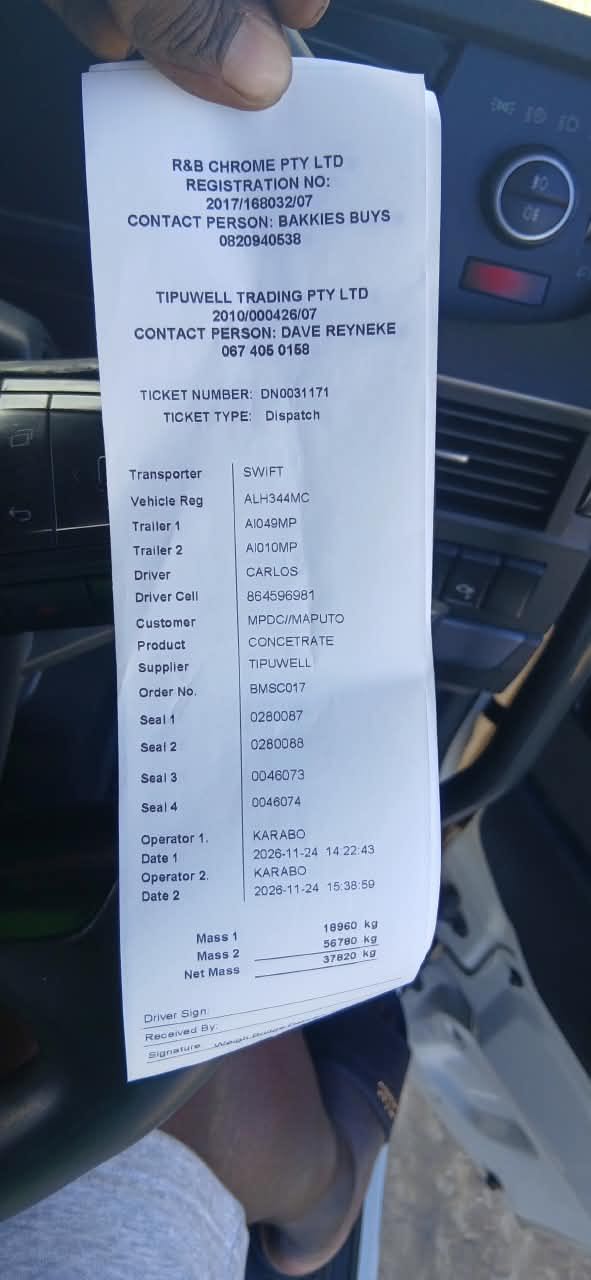 R&B CHROME PTY LTD
REGISTRATION NO:
2017/168032/07
CONTACT PERSON: BAKKIES BUYS
0820940538
TIPUWELL TRADING PTY LTD
2010/000426/07
CONTACT PERSON: DAVE REYNEKE
067 405 0158
TICKET NUMBER: DN0031171
TICKET TYPE: Dispatch
Transporter SWIFT
Vehicle Reg ALH344MC
Trailer 1 AI049MP
Trailer 2 AI010MP
Driver CARLOS
Driver Cell 864596981
Customer MPDC//MAPUTO
Product CONCETRATE
Supplier TIPUWELL
Order No. BMSC017
Seal 1 0280087
Seal 2 0280088
Seal 3 0046073
Seal 4 0046074
Operator 1. KARABO
Date 1 2026-11-24 14:22:43
Operator 2. KARABO
Date 2 2026-11-24 15:38:59
Mass 1 18960 kg
Mass 2 56780 kg
Net Mass 37820 kg
Driver Sign:
Received By:
Signature